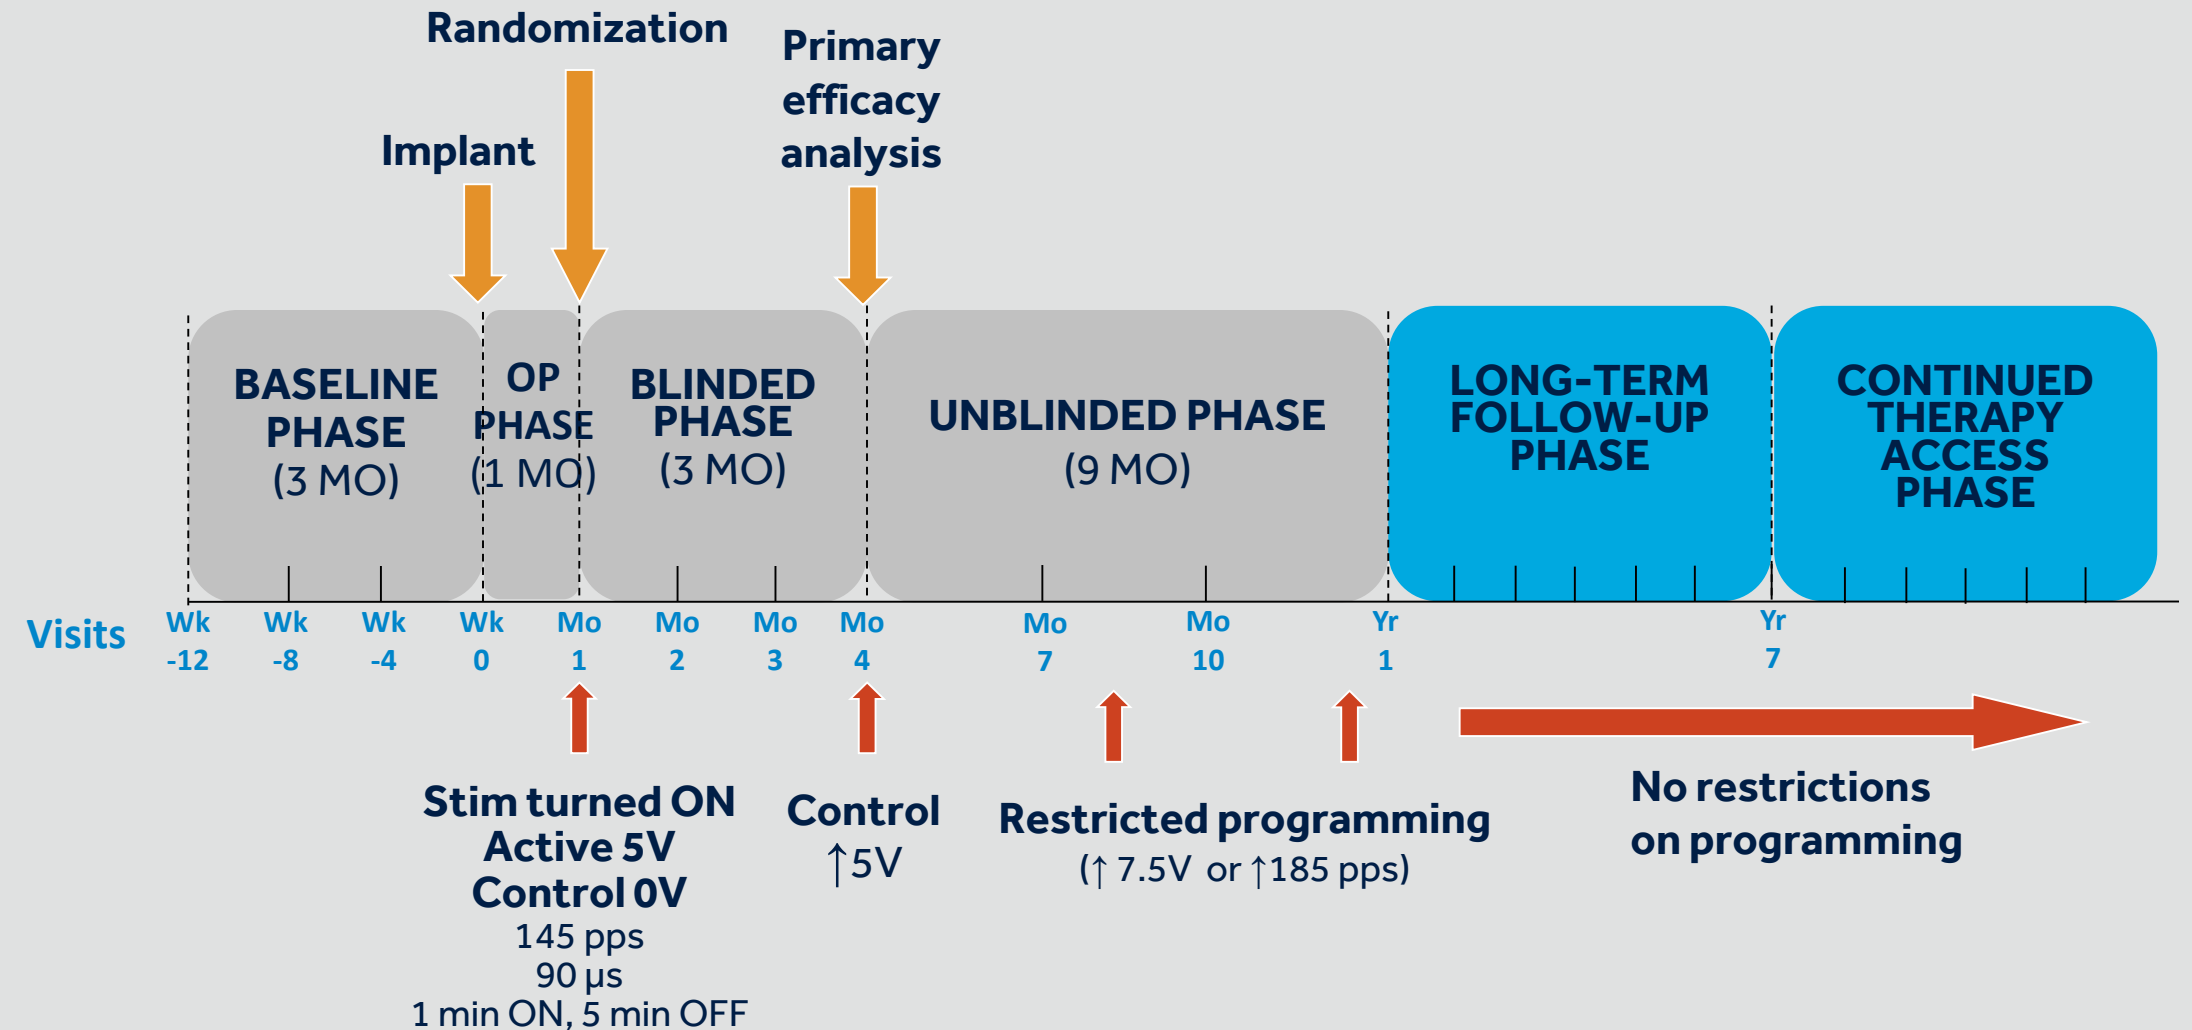 Randomization
Primary
efficacy
analysis
Implant
BASELINE
PHASE
(3 MO)
OP
PHASE
(1 MO)
BLINDED
PHASE
(3 MO)
UNBLINDED PHASE
(9 MO)
LONG-TERM
FOLLOW-UP
PHASE
CONTINUED
THERAPY
ACCESS
PHASE
Visits
Wk
-12
Wk
-8
Wk
-4
Wk
0
Mo
1
Mo
2
Mo
3
Mo
4
Mo
7
Mo
10
Yr
1
Yr
7
Stim turned ON
Active 5V
Control 0V
145 pps
90 µs
1 min ON, 5 min OFF
Control
↑5V
Restricted programming
(↑ 7.5V or ↑185 pps)
No restrictions
on programming